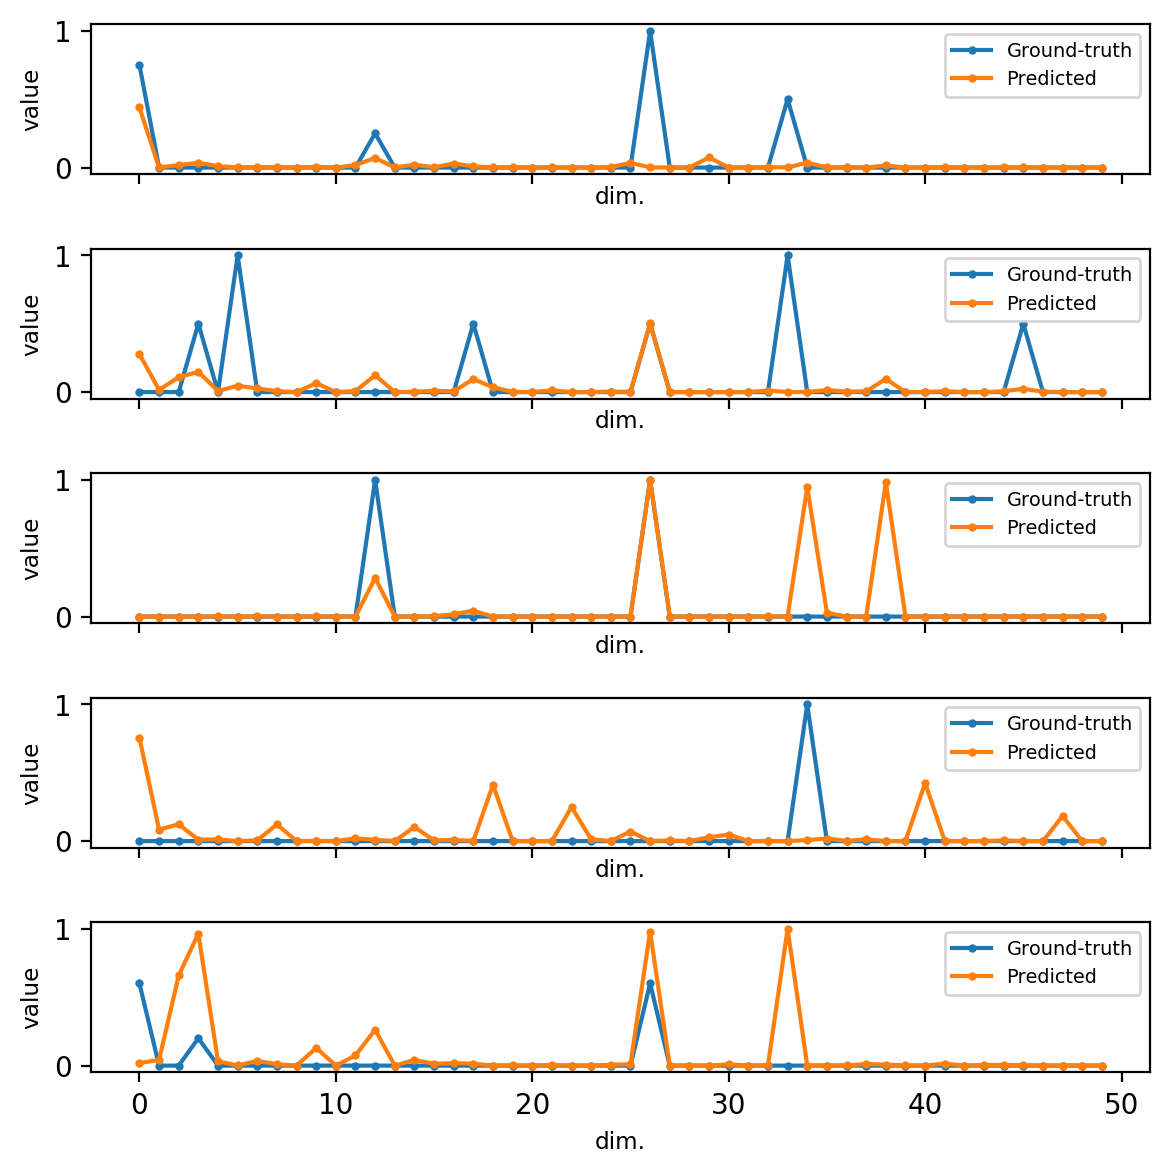 1
value
0
Ground-truth
Predicted
dim.
1
value
0
Ground-truth
Predicted
dim.
1
value
0
Ground-truth
Predicted
dim.
1
value
0
Ground-truth
Predicted
dim.
1
value
0
Ground-truth
Predicted
0 10 20 30 40 50
dim.